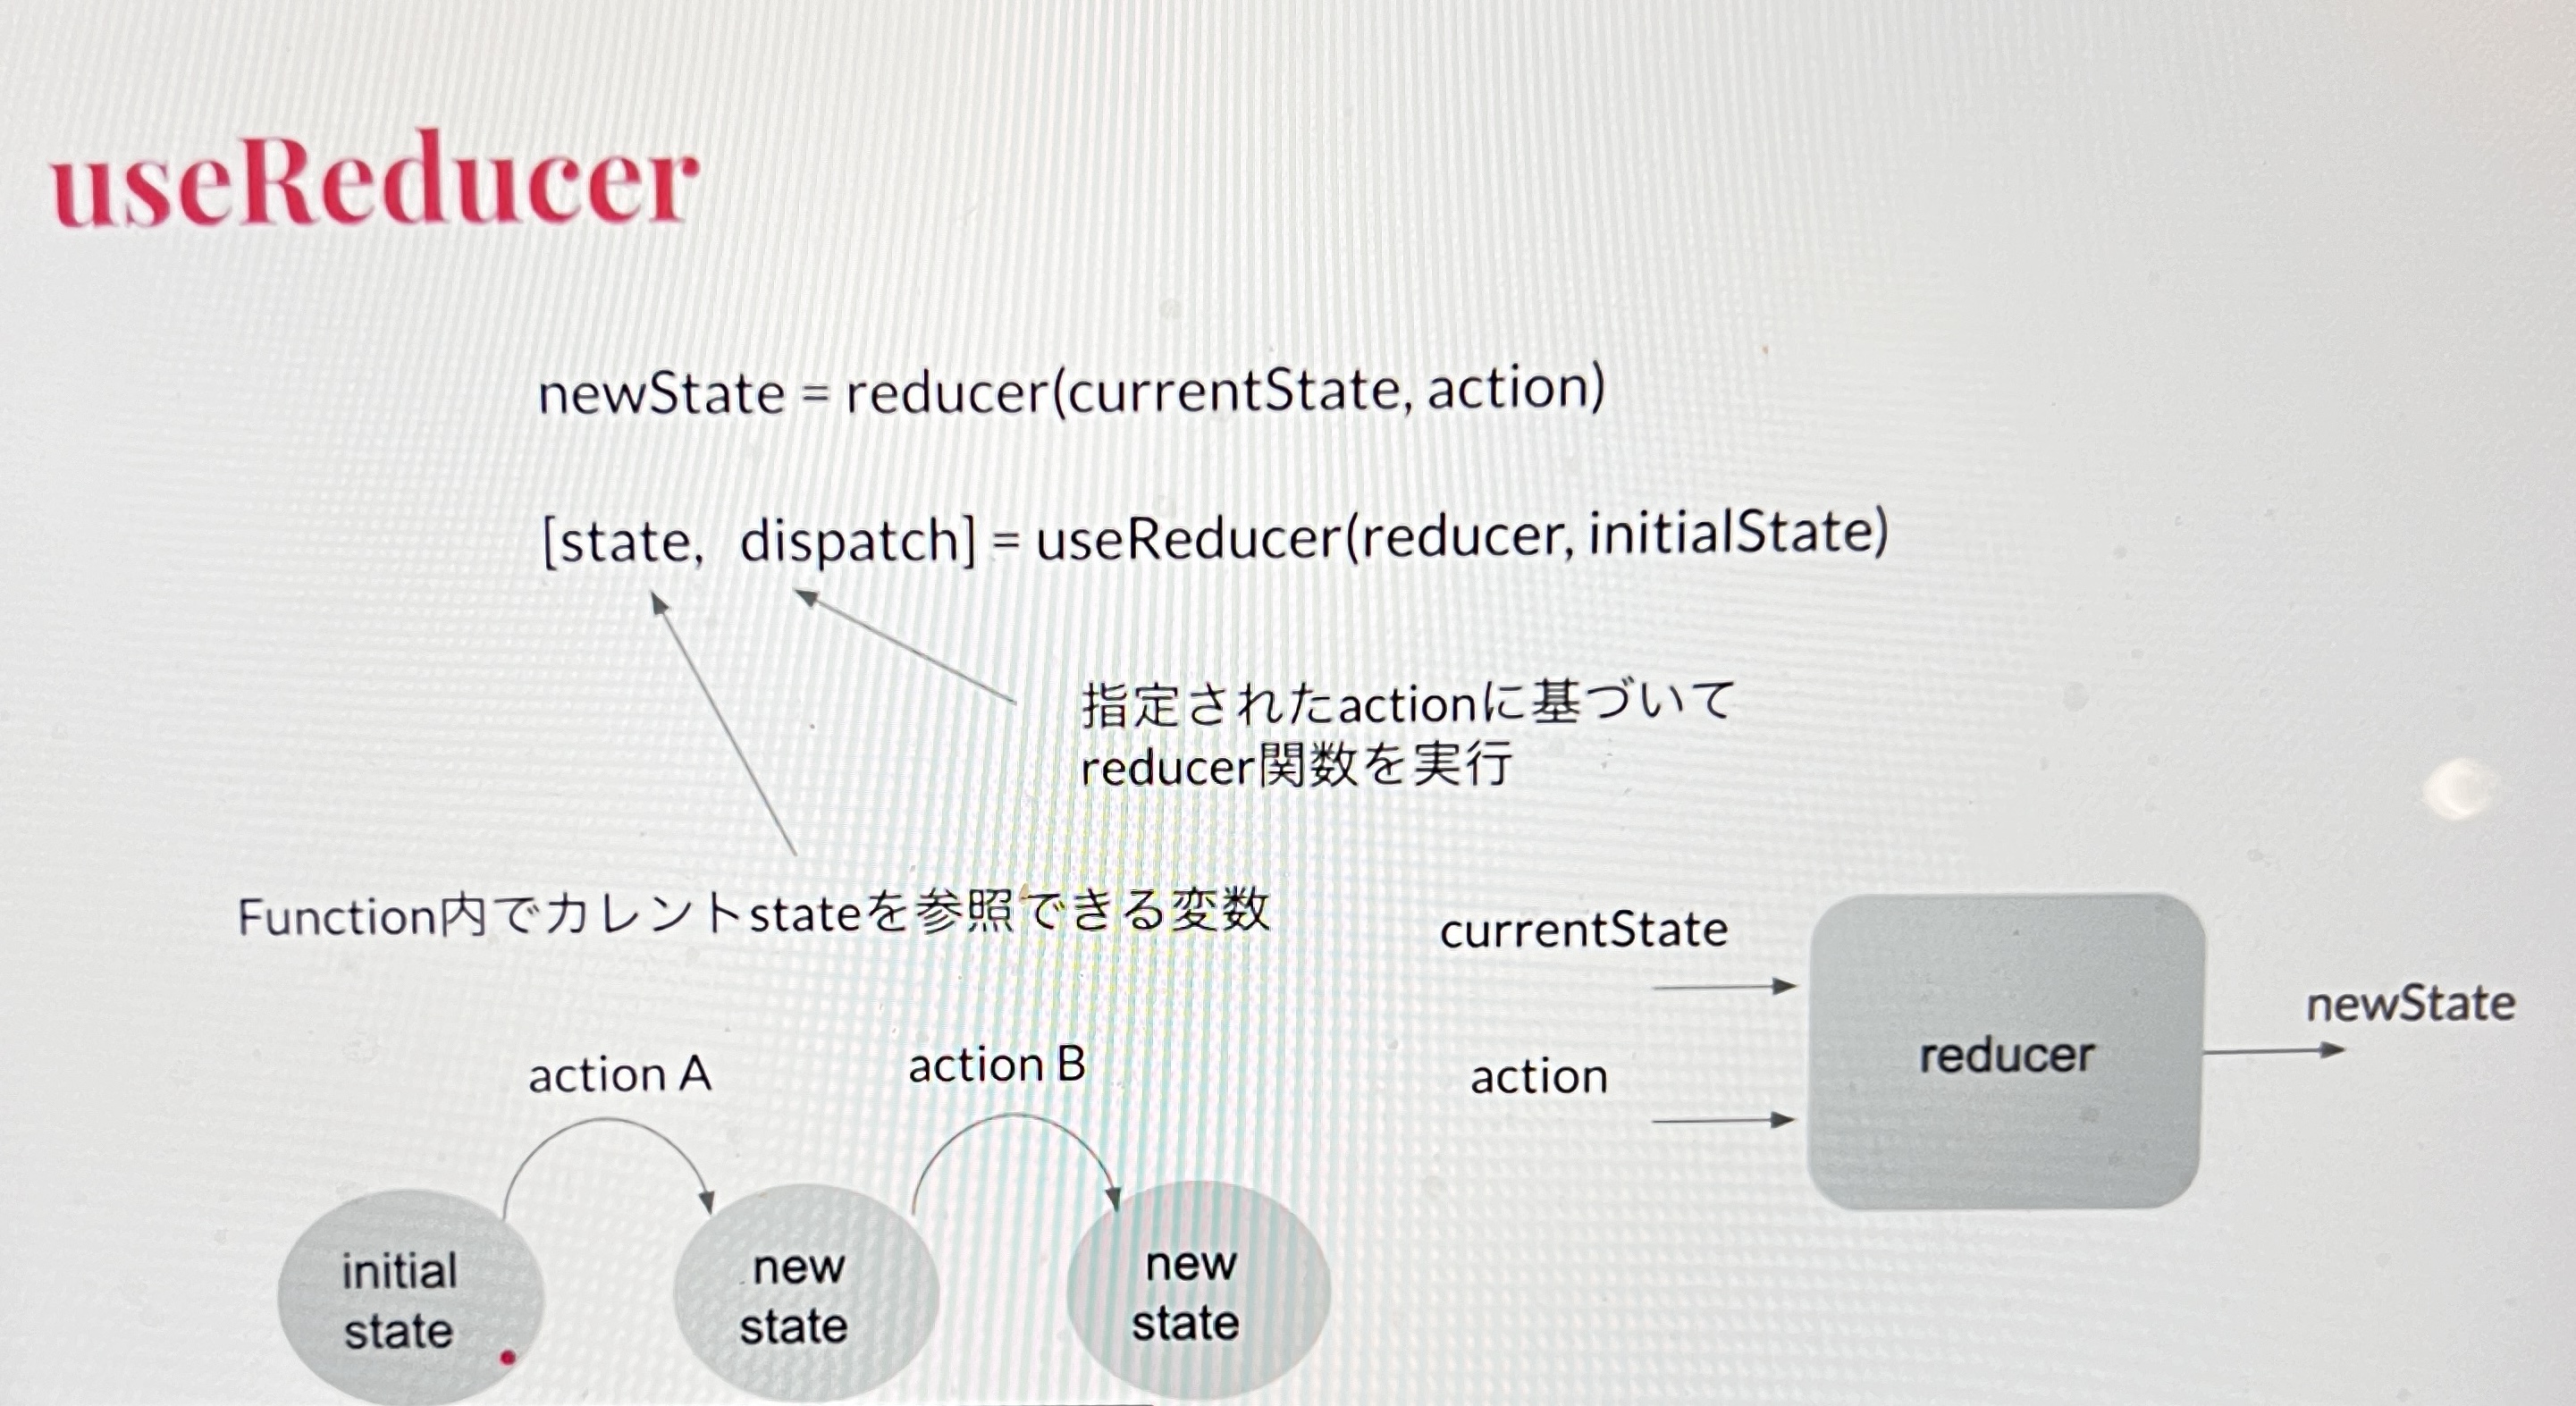 useReducer
newState = reducer(currentState, action)
[state, dispatch] = useReducer(reducer, initialState)
指定されたactionに基づいて
reducer関数を実行
Function内でカレントstateを参照できる変数
currentState
action
reducer
newState
action A
action B
initial
state
new
state
new
state